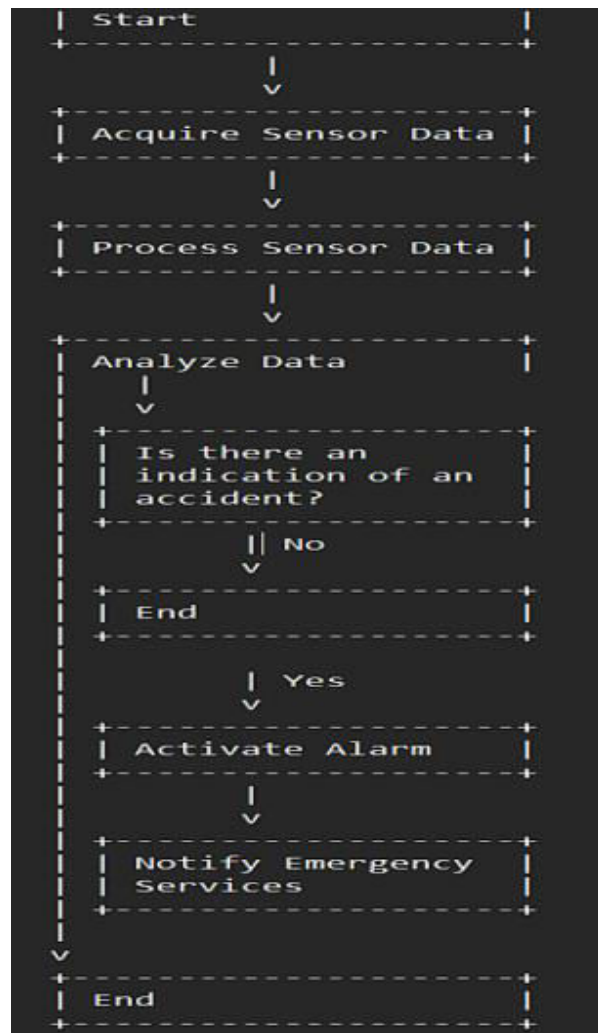 Start
Acquire Sensor Data
Process Sensor Data
Analyze Data
Is there an
indication of an
accident?
No
End
Yes
Activate Alarm
Notify Emergency
Services
End